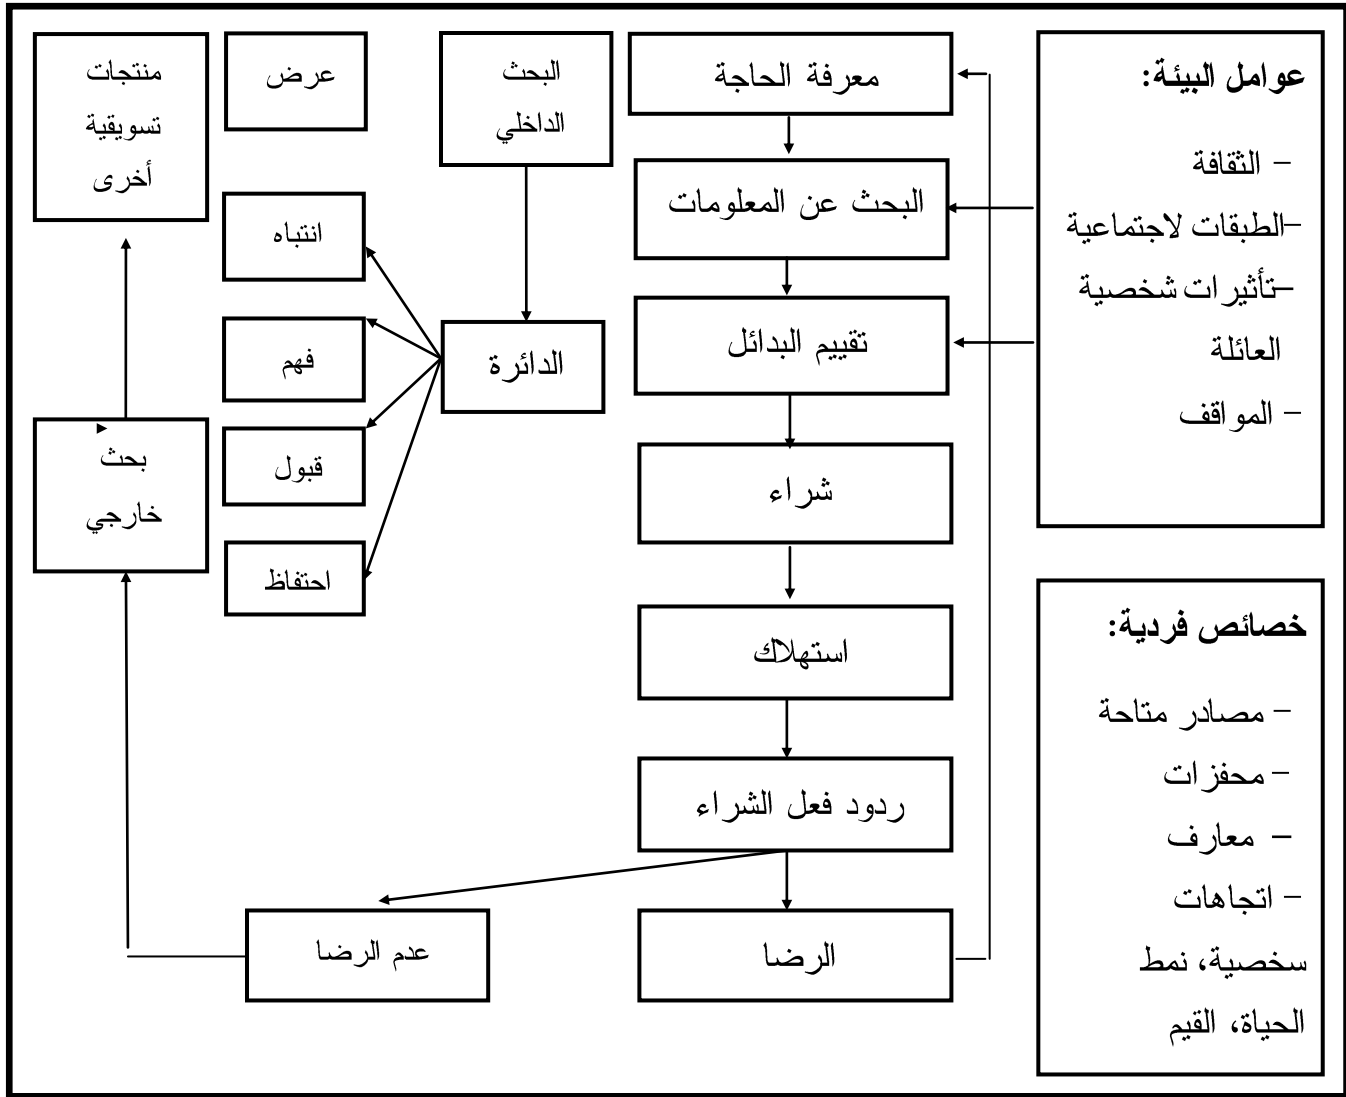 عوامل البيئة:
– الثقافة
–الطبقات لاجتماعية
–تأثيرات شخصية
العائلة
– المواقف
خصائص فردية:
– مصادر متاحة
– محفزات
– معارف
– اتجاهات
سخصية، نمط
الحياة، القيم
معرفة الحاجة
البحث عن المعلومات
تقييم البدائل
شراء
استهلاك
ردود فعل الشراء
الرضا
عدم الرضا
البحث
الداخلي
الدائرة
عرض
انتباه
فهم
قبول
احتفاظ
منتجات
تسويقية
أخرى
بحث
خارجي